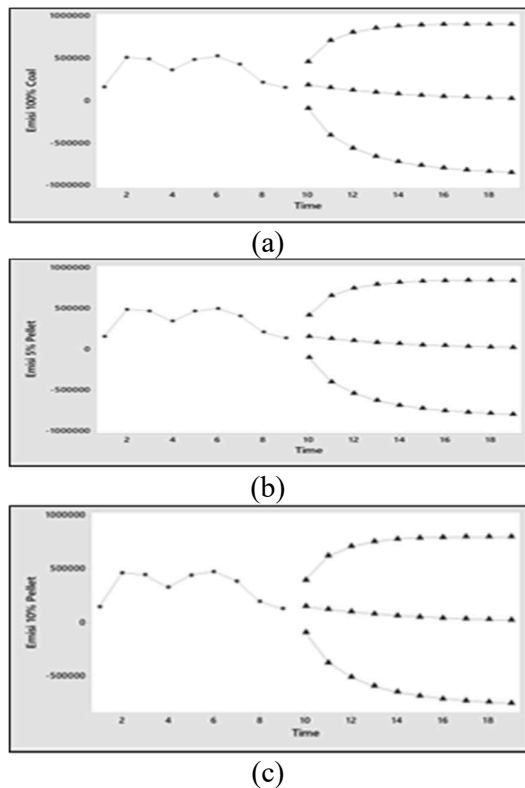 1000000
500000
0
-500000
-1000000
Emisi 100% Coal
2 4 6 8 10 12 14 16 18
Time
(a)
1000000
500000
0
-500000
-1000000
Emisi 5% Pellet
2 4 6 8 10 12 14 16 18
Time
(b)
1000000
500000
0
-500000
Emisi 10% Pellet
2 4 6 8 10 12 14 16 18
Time
(c)